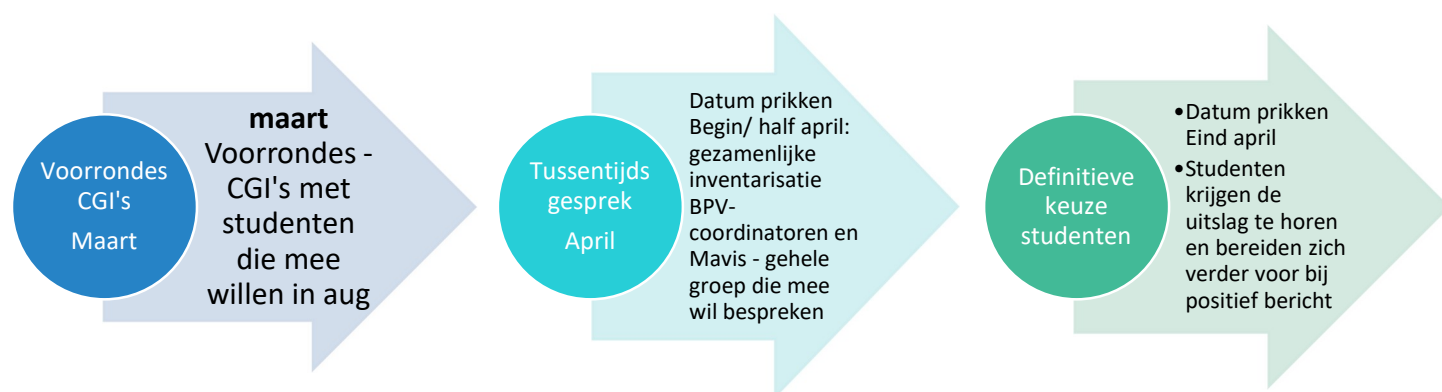 Voorrondes
CGI's
Maart
maart
Voorrondes -
CGI's met
studenten
die mee
willen in aug
Tussentijds
gesprek
April
Datum prikken
Begin/ half april:
gezamenlijke
inventarisatie
BPV-
coordinatoren en
Mavis - gehele
groep die mee
wil bespreken
Definitieve
keuze
studenten
•Datum prikken
Eind april
•Studenten
krijgen de
uitslag te horen
en bereiden zich
verder voor bij
positief bericht